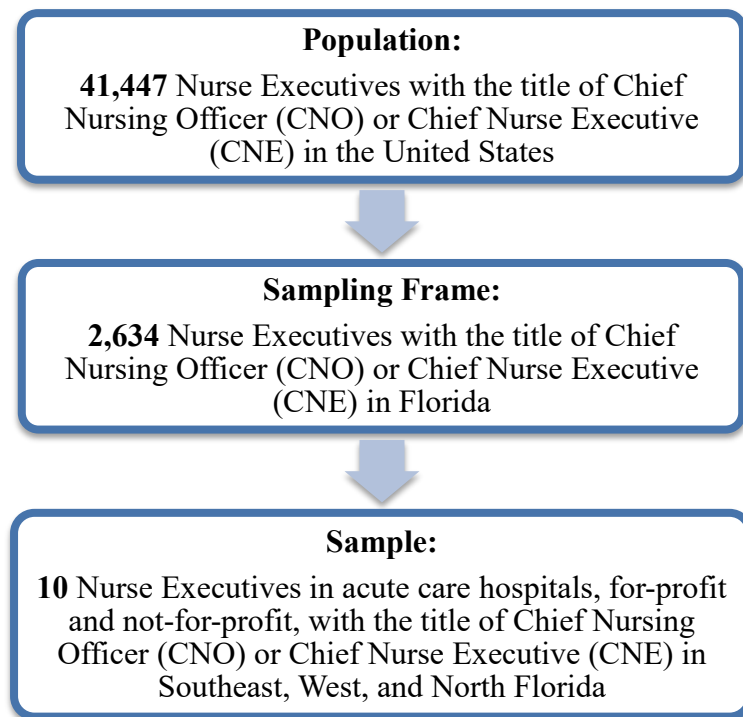 Population:
41,447 Nurse Executives with the title of Chief
Nursing Officer (CNO) or Chief Nurse Executive
(CNE) in the United States
Sampling Frame:
2,634 Nurse Executives with the title of Chief
Nursing Officer (CNO) or Chief Nurse Executive
(CNE) in Florida
Sample:
10 Nurse Executives in acute care hospitals, for-profit
and not-for-profit, with the title of Chief Nursing
Officer (CNO) or Chief Nurse Executive (CNE) in
Southeast, West, and North Florida